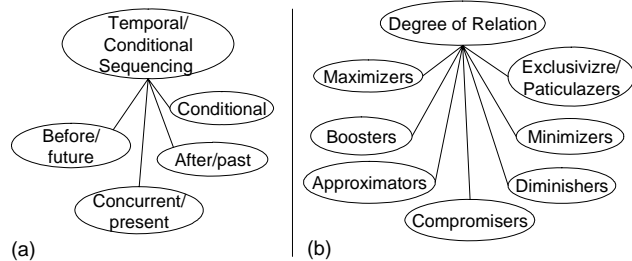 Temporal/
Conditional
Sequencing
Conditional
Before/
future
After/past
Concurrent/
present
(a)
Degree of Relation
Maximizers
Exclusivizre/
Paticulazers
Boosters
Minimizers
Approximators
Diminishers
Compromisers
(b)